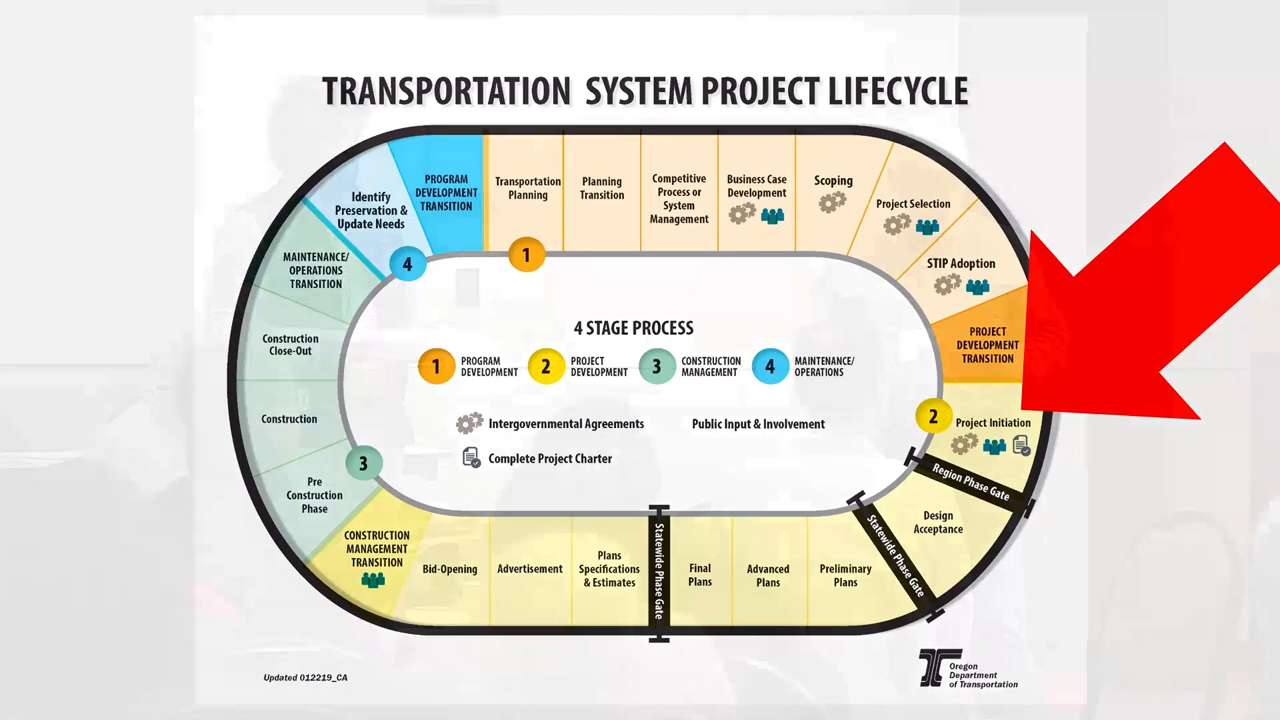 TRANSPORTATION SYSTEM PROJECT LIFECYCLE
Identify
Preservation &
Update Needs
PROGRAM
DEVELOPMENT
TRANSITION
Transportation
Planning
Planning
Transition
Competitive
Process or
System
Management
Business Case
Development
Scoping
Project Selection
STIP Adoption
PROJECT
DEVELOPMENT
TRANSITION
4
1
MAINTENANCE/
OPERATIONS
TRANSITION
Construction
Close-Out
Construction
3
Pre
Construction
Phase
4 STAGE PROCESS
1
PROGRAM
DEVELOPMENT
2
PROJECT
DEVELOPMENT
3
CONSTRUCTION
MANAGEMENT
4
MAINTENANCE/
OPERATIONS
Intergovernmental Agreements
Public Input & Involvement
Complete Project Charter
2
Project Initiation
Region Phase Gate
Design
Acceptance
Statewide Phase Gate
Preliminary
Plans
Advanced
Plans
Final
Plans
Statewide Phase Gate
Plans
Specifications
& Estimates
Advertisement
Bid-Opening
CONSTRUCTION
MANAGEMENT
TRANSITION
Updated 012219_CA
Oregon
Department
of Transportation